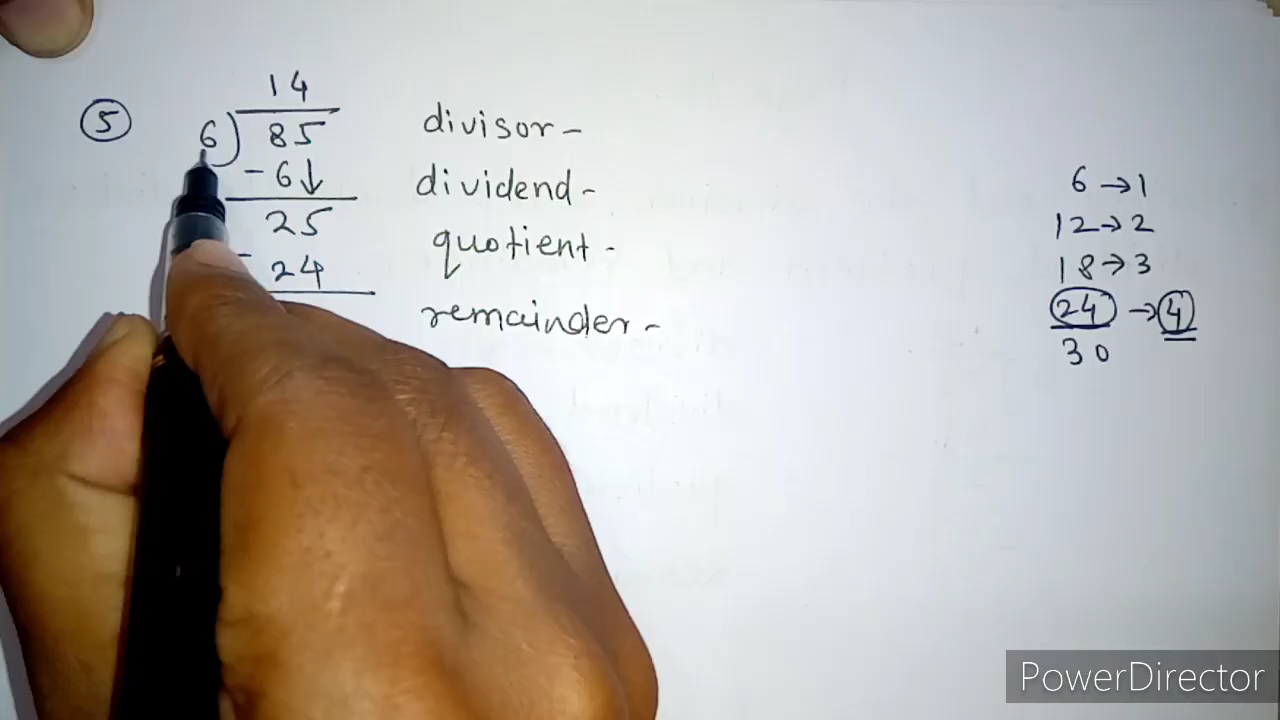 ⑤
14
6)85
-6↓
25
- 24
divisor-
dividend-
quotient-
remainder-
6→1
12→2
18→3
24→4
30
PowerDirector